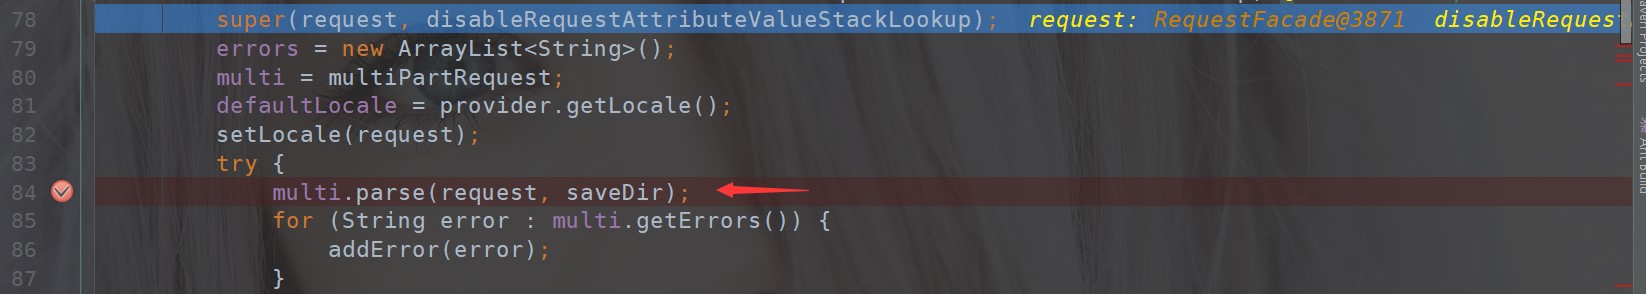 78 super(request, disableRequestAttributeValueStackLookup); request: RequestFacade@3871 disableReques
79 errors = new ArrayList<String>();
80 multi = multiPartRequest;
81 defaultLocale = provider.getLocale();
82 setLocale(request);
83 try {
84 multi.parse(request, saveDir);
85 for (String error : multi.getErrors()) {
86 addError(error);
87 }
Ant Build